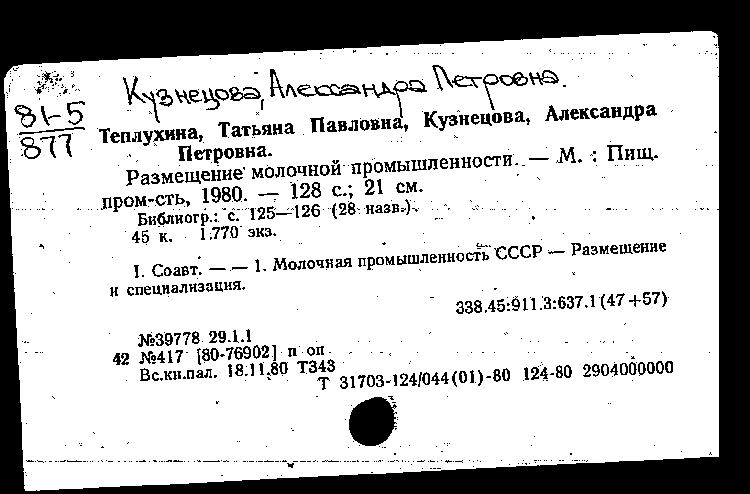 Кузнецова, Александра Петровна.
81-5
877
Теплухина, Татьяна Павловна, Кузнецова, Александра
Петровна.
Размещение молочной промышленности. — М. : Пищ.
пром-сть, 1980. — 128 с.; 21 см.
Библиогр.: с. 125—126 (28 назв.).
45 к. 1.770 экз.
I. Соавт. — — 1. Молочная промышленность СССР — Размещение
и специализация.
338.45:911.3:637.1(47+57)
№39778 29.1.1
42 №417 [80-76902] п оп
Вс.кн.пал. 18.11.80 Т343
Т 31703-124/044(01)-80 124-80 2904000000